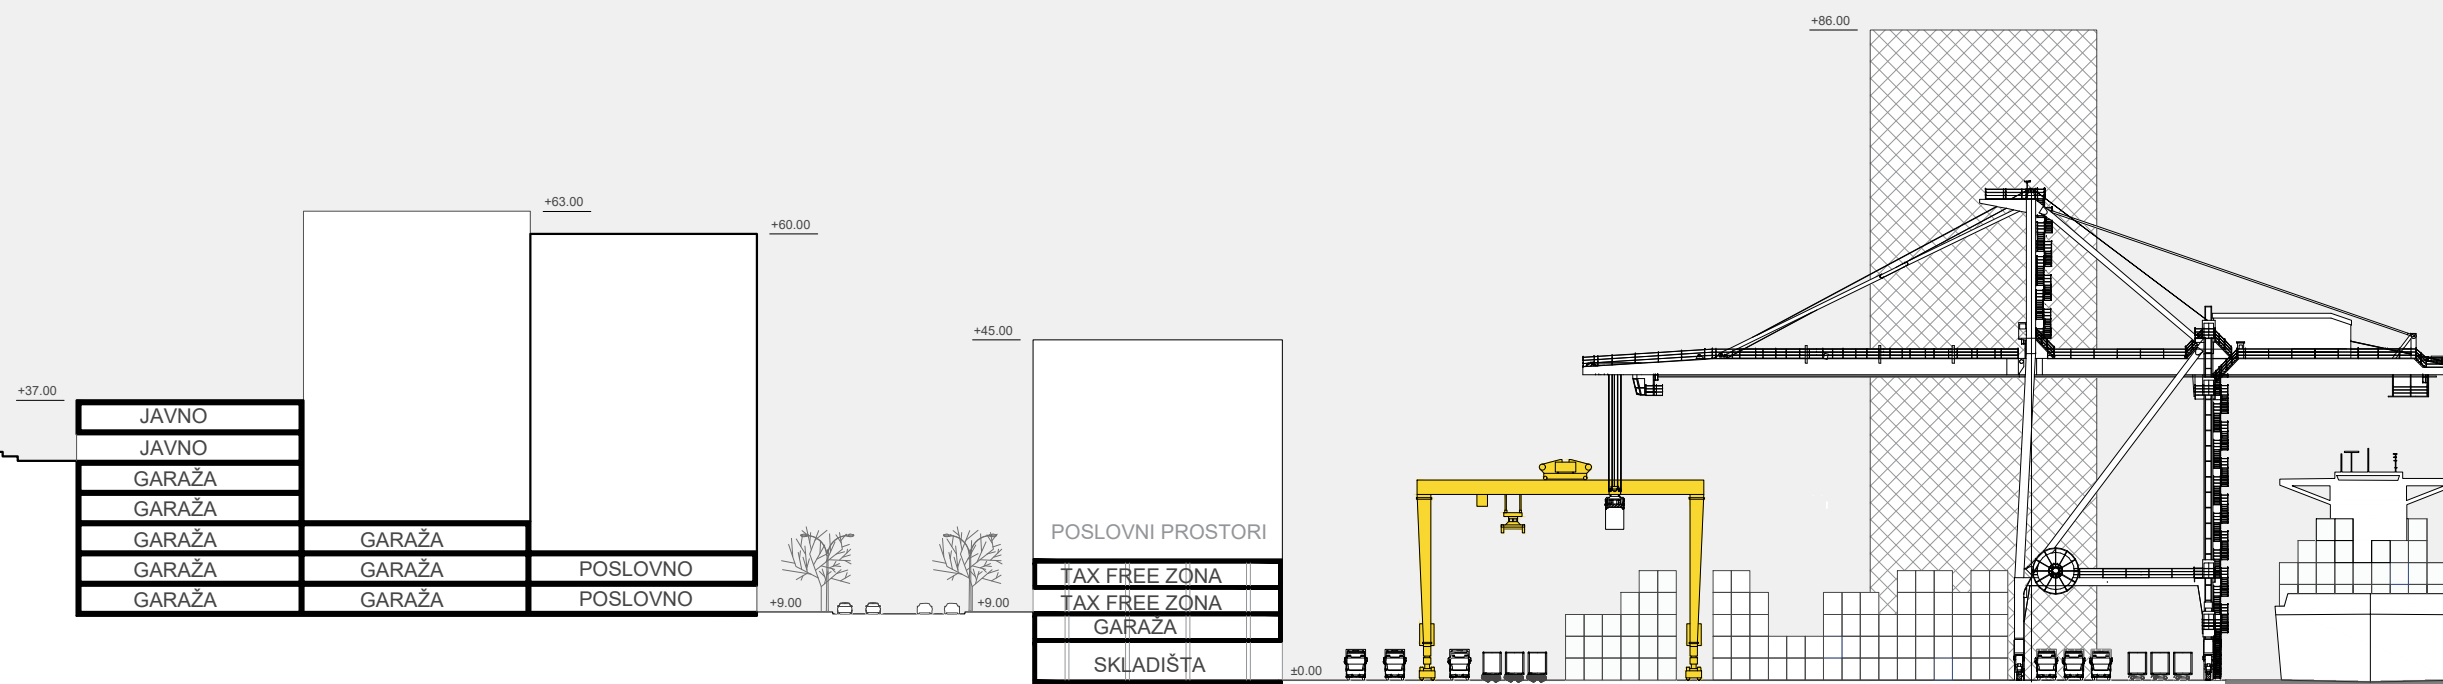 +86.00
+63.00
+60.00
+45.00
+37.00
JAVNO
JAVNO
GARAŽA
GARAŽA
GARAŽA GARAŽA
POSLOVNI PROSTORI
GARAŽA GARAŽA POSLOVNO
TAX FREE ZONA
GARAŽA GARAŽA POSLOVNO
+9.00 +9.00
TAX FREE ZONA
GARAŽA
SKLADIŠTA
±0.00